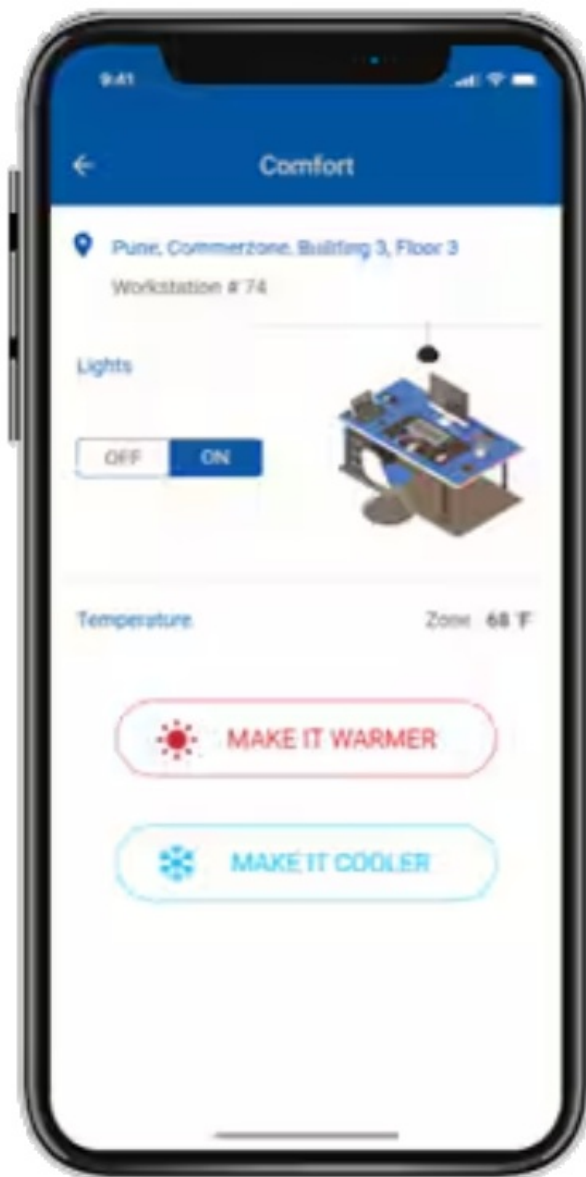 9:41
Comfort
Pune, Commerzone, Building 3, Floor 3
Workstation # 74
Lights
OFF ON
Temperature Zone 68 °F
MAKE IT WARMER
MAKE IT COOLER